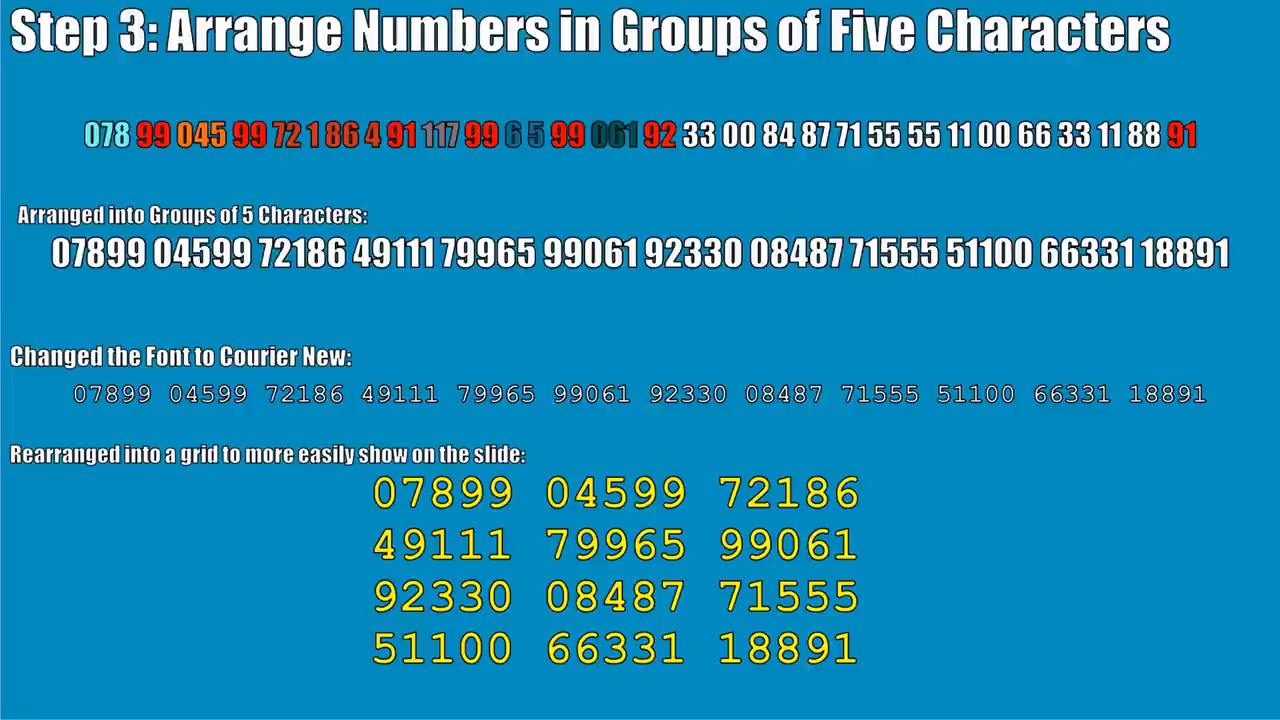 Step 3: Arrange Numbers in Groups of Five Characters
078 99 045 99 72 1 86 4 91 117 99 6 5 99 061 92 33 00 84 87 71 55 55 11 00 66 33 11 88 91
Arranged into Groups of 5 Characters:
07899 04599 72186 49111 79965 99061 92330 08487 71555 51100 66331 18891
Changed the Font to Courier New:
07899 04599 72186 49111 79965 99061 92330 08487 71555 51100 66331 18891
Rearranged into a grid to more easily show on the slide:
07899 04599 72186
49111 79965 99061
92330 08487 71555
51100 66331 18891